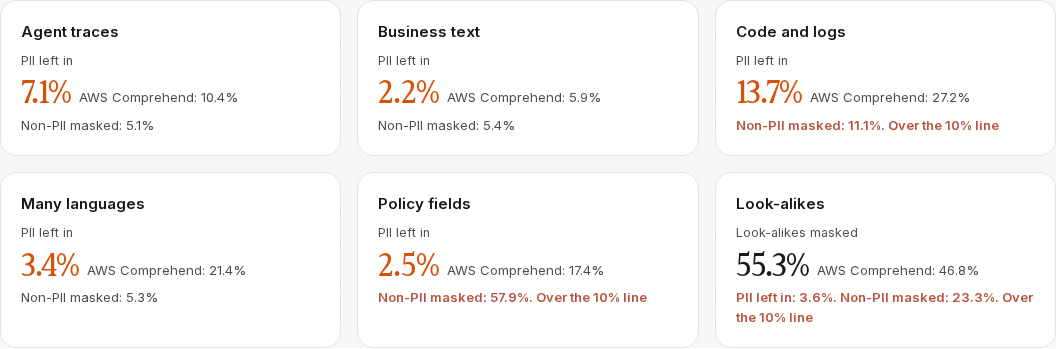 Agent traces
PII left in
7.1% AWS Comprehend: 10.4%
Non-PII masked: 5.1%
Business text
PII left in
2.2% AWS Comprehend: 5.9%
Non-PII masked: 5.4%
Code and logs
PII left in
13.7% AWS Comprehend: 27.2%
Non-PII masked: 11.1%. Over the 10% line
Many languages
PII left in
3.4% AWS Comprehend: 21.4%
Non-PII masked: 5.3%
Policy fields
PII left in
2.5% AWS Comprehend: 17.4%
Non-PII masked: 57.9%. Over the 10% line
Look-alikes
Look-alikes masked
55.3% AWS Comprehend: 46.8%
PII left in: 3.6%. Non-PII masked: 23.3%. Over
the 10% line